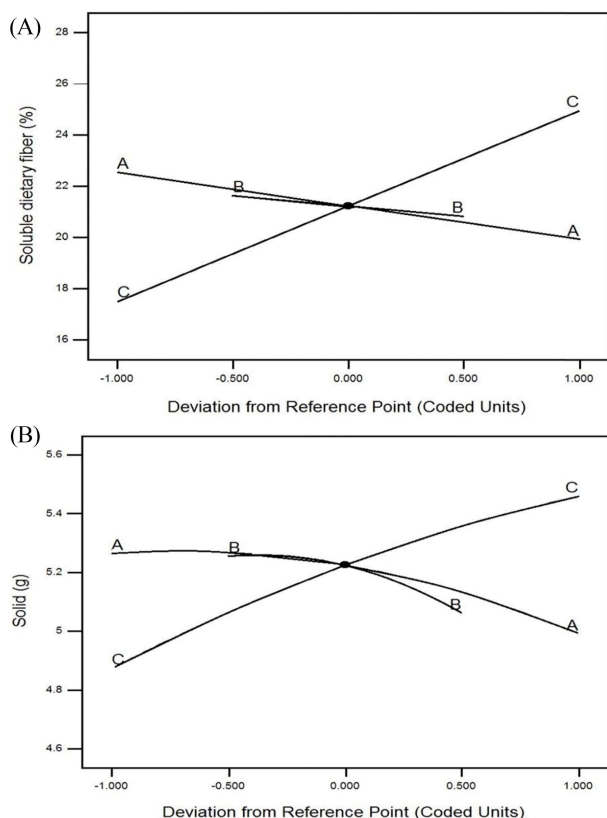 (A)
28
26
24
22
20
18
16
Soluble dietary fiber (%)
A
B
C
C
B
A
-1.000 -0.500 0.000 0.500 1.000
Deviation from Reference Point (Coded Units)
(B)
5.6
5.4
5.2
5
4.8
4.6
Solid (g)
A
B
C
C
B
A
-1.000 -0.500 0.000 0.500 1.000
Deviation from Reference Point (Coded Units)